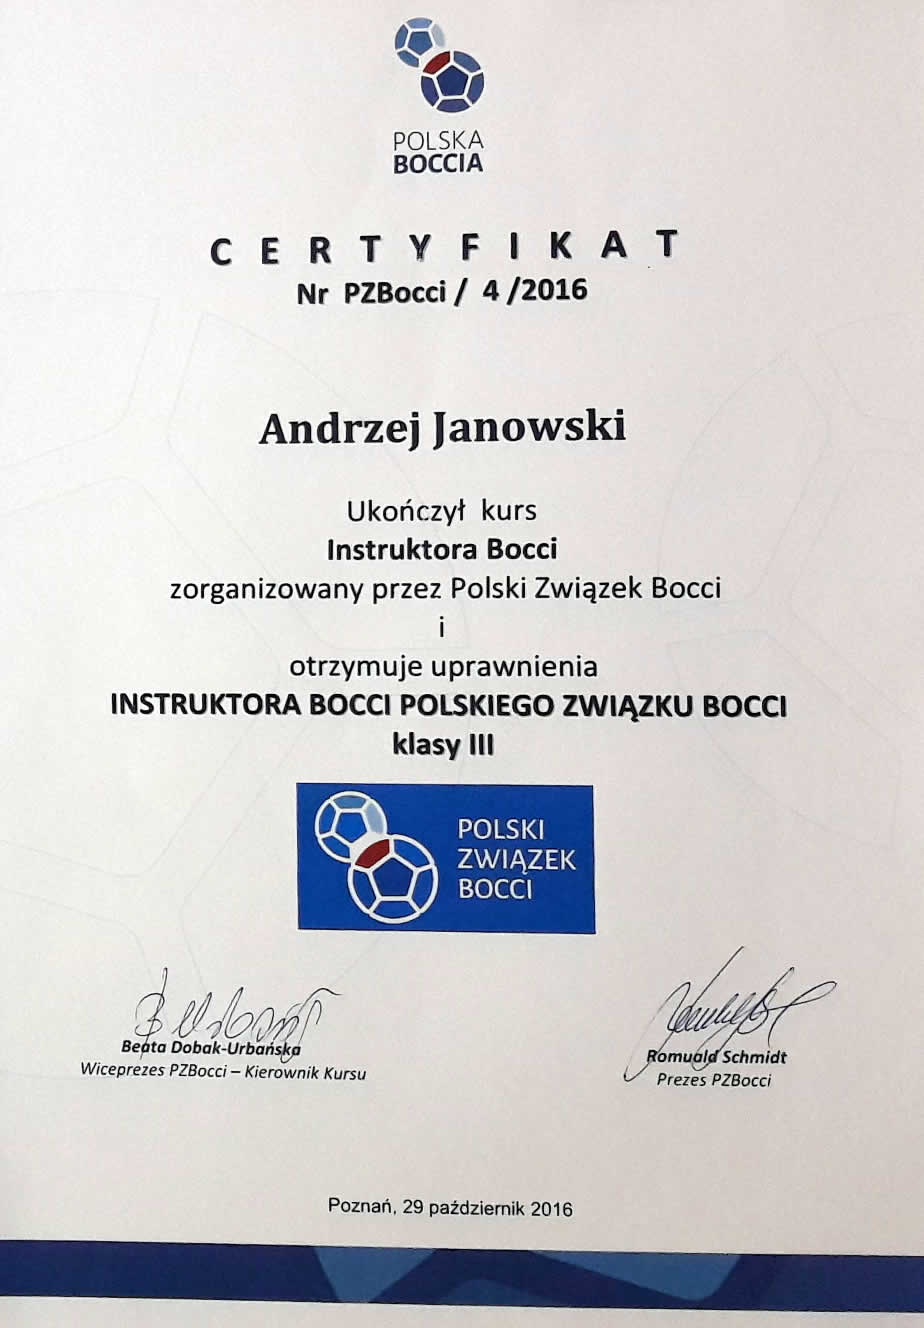 POLSKA
BOCCIA
CERTYFIKAT
Nr PZBocci / 4 /2016
Andrzej Janowski
Ukończył kurs
Instruktora Bocci
zorganizowany przez Polski Związek Bocci
i
otrzymuje uprawnienia
INSTRUKTORA BOCCI POLSKIEGO ZWIĄZKU BOCCI
klasy III
POLSKI
ZWIĄZEK
BOCCI
Beata Dobak-Urbańska
Wiceprezes PZBocci – Kierownik Kursu
Romuald Schmidt
Prezes PZBocci
Poznań, 29 październik 2016